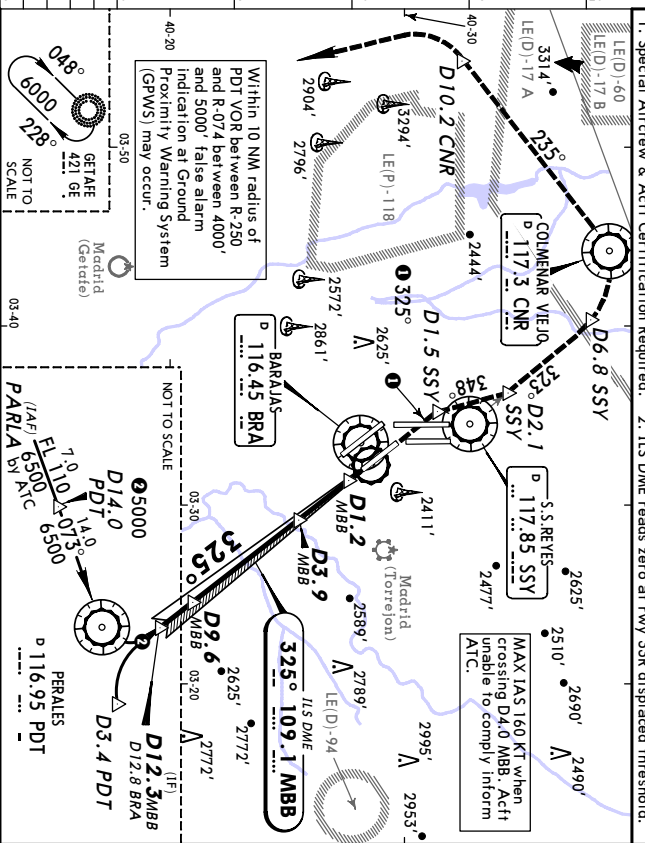 1. Special Aircrew & Acft Certification Required. 2. ILS DME reads zero at rwy 33R displaced threshold.
LE(D)-60
LE(D)-17 B
LE(D)-17 A
3314'
40-30
40-20
235°
D10.2 CNR
COLMENAR VIEJO
D 117.3 CNR
D6.8 SSY
2904'
3294'
2796'
LE(P)-118
2444'
Within 10 NM radius of
PDT VOR between R-250
and R-074 between 4000'
and 5000' false alarm
indication at Ground
Proximity Warning System
(GPWS) may occur.
048°
6000
228°
GETAFE
421 GE
NOT TO
SCALE
03-50
Madrid
(Getafe)
03-40
2572'
2861'
2625'
1 325°
D1.5 SSY
1
348°
323°
D2.1
SSY
BARAJAS
D 116.45 BRA
S.S.REYES
D 117.85 SSY
2411'
D1.2
MBB
03-30
Madrid
(Torrejon)
D3.9
MBB
2477'
2625'
2510'
2690'
2490'
MAX IAS 160 KT when
crossing D4.0 MBB. Acft
unable to comply inform
ATC.
2589'
2789'
2995'
2953'
LE(D)-94
325°
ILS DME
325° 109.1 MBB
D9.6
MBB
2625'
2772'
2772'
03-20
(IF)
D12.3 MBB
D12.8 BRA
NOT TO SCALE
2 5000
D14.0
PDT
7.0
FL 110
6500
(IAF)
PARLA by ATC
14.0
073°
6500
2
D3.4 PDT
PERALES
D 116.95 PDT